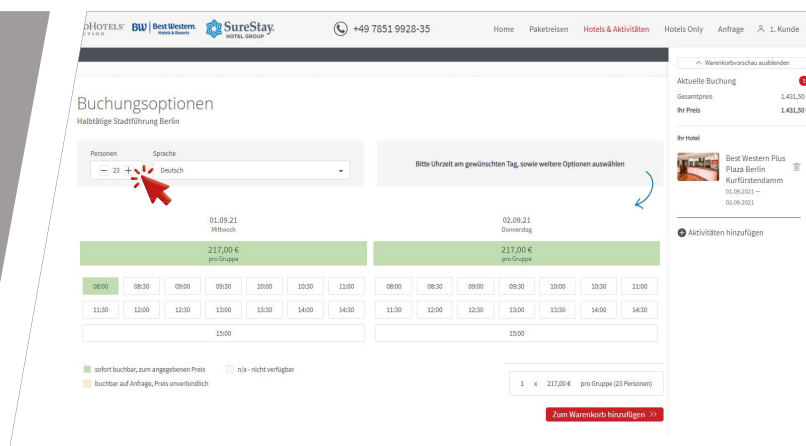 HOTELS BW Best Western. SureStay. +49 7851 9928-35 Home Paketreisen Hotels & Aktivitäten Hotels Only Anfrage 1. Kunde
Hotels & Resorts HOTEL GROUP
Warenkorbvorschau ausblenden
Aktuelle Buchung
Gesamtpreis 1.431,50
Ihr Preis 1.431,50
Ihr Hotel
Best Western Plus
Plaza Berlin
Kurfürstendamm
01.09.2021 —
02.09.2021
Aktivitäten hinzufügen
Buchungsoptionen
Halbtätige Stadtführung Berlin
Personen Sprache
23 Deutsch
Bitte Uhrzeit am gewünschten Tag, sowie weitere Optionen auswählen
01.09.21 02.09.21
Mittwoch Donnerstag
217,00 € 217,00 €
pro Gruppe pro Gruppe
08:00 08:30 09:00 09:30 10:00 10:30 11:00 08:00 08:30 09:00 09:30 10:00 10:30 11:00
11:30 12:00 12:30 13:00 13:30 14:00 14:30 11:30 12:00 12:30 13:00 13:30 14:00 14:30
15:00 15:00
sofort buchbar, zum angegebenen Preis n/a - nicht verfügbar
buchbar auf Anfrage, Preis unverbindlich
1 x 217,00 € pro Gruppe (23 Personen)
Zum Warenkorb hinzufügen >>